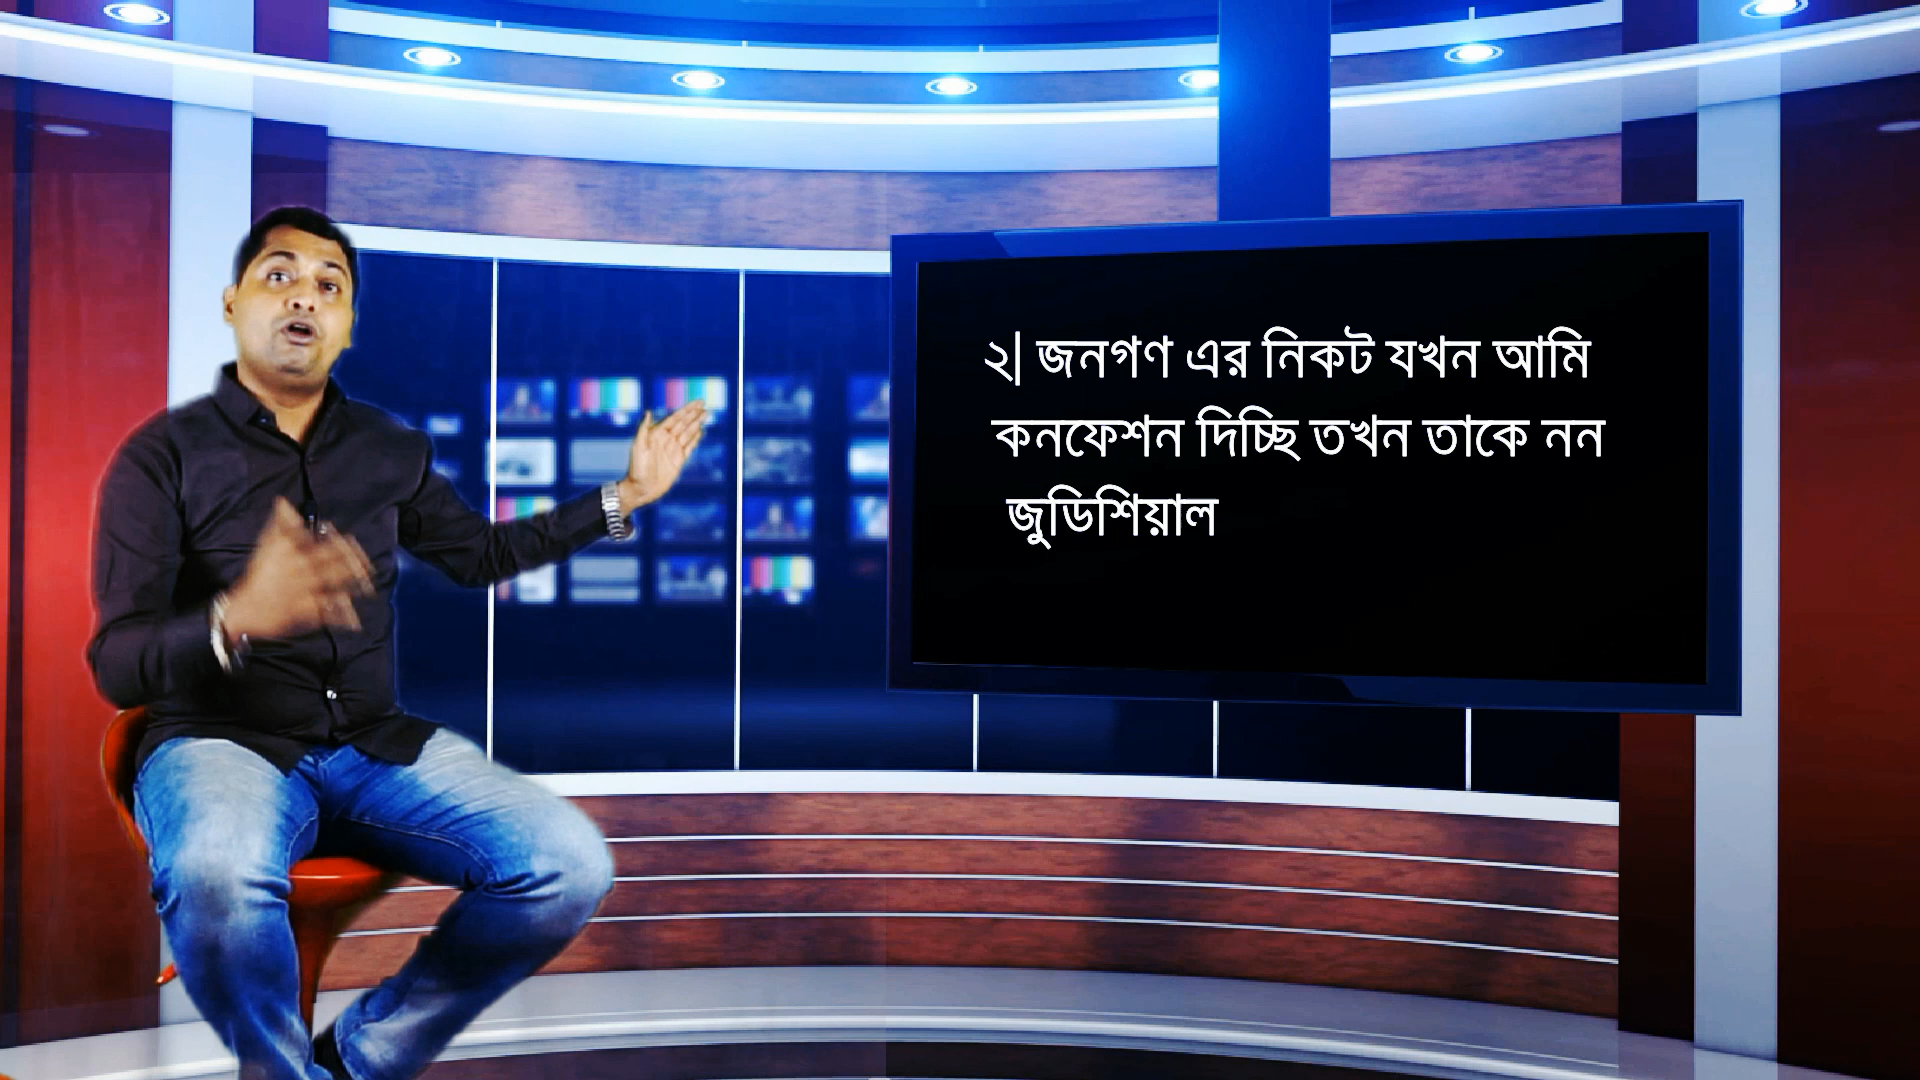 ২| জনগণ এর নিকট যখন আমি
কনফেশন দিচ্ছি তখন তাকে নন
জুডিশিয়াল